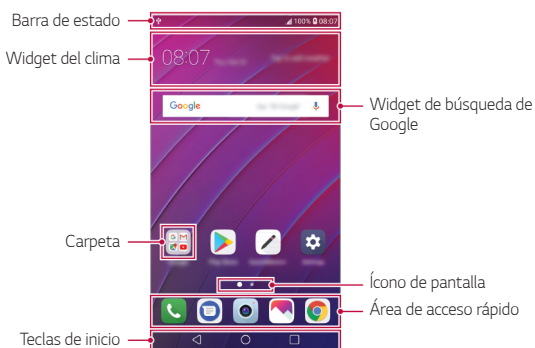 Barra de estado
100% 08:07
Widget del clima
08:07
Google
Widget de búsqueda de
Google
Carpeta
Ícono de pantalla
Área de acceso rápido
Teclas de inicio